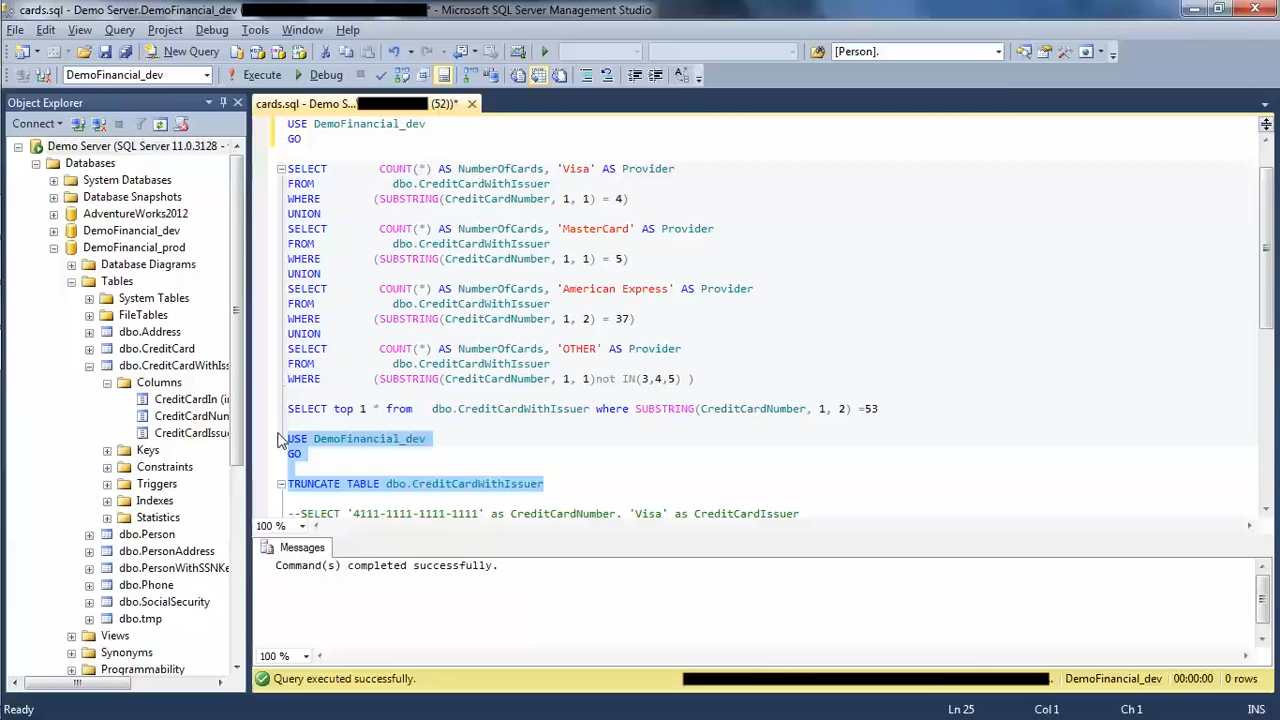 cards.sql - Demo Server.DemoFinancial_dev ( * - Microsoft SQL Server Management Studio
File Edit View Query Project Debug Tools Window Help
New Query [Person].
DemoFinancial_dev Execute Debug
Object Explorer
cards.sql - Demo S...\ (52))*
Connect
USE DemoFinancial_dev
GO
Demo Server (SQL Server 11.0.3128 -
Databases
System Databases
Database Snapshots
AdventureWorks2012
DemoFinancial_dev
DemoFinancial_prod
Database Diagrams
Tables
System Tables
FileTables
dbo.Address
dbo.CreditCard
dbo.CreditCardWithIss
Columns
CreditCardIn (i
CreditCardNum
CreditCardIssu
Keys
Constraints
Triggers
Indexes
Statistics
dbo.Person
dbo.PersonAddress
dbo.PersonWithSSNKe
dbo.Phone
dbo.SocialSecurity
dbo.tmp
Views
Synonyms
Programmability
SELECT COUNT(*) AS NumberOfCards, 'Visa' AS Provider
FROM dbo.CreditCardWithIssuer
WHERE (SUBSTRING(CreditCardNumber, 1, 1) = 4)
UNION
SELECT COUNT(*) AS NumberOfCards, 'MasterCard' AS Provider
FROM dbo.CreditCardWithIssuer
WHERE (SUBSTRING(CreditCardNumber, 1, 1) = 5)
UNION
SELECT COUNT(*) AS NumberOfCards, 'American Express' AS Provider
FROM dbo.CreditCardWithIssuer
WHERE (SUBSTRING(CreditCardNumber, 1, 2) = 37)
UNION
SELECT COUNT(*) AS NumberOfCards, 'OTHER' AS Provider
FROM dbo.CreditCardWithIssuer
WHERE (SUBSTRING(CreditCardNumber, 1, 1)not IN(3,4,5) )
SELECT top 1 * from dbo.CreditCardWithIssuer where SUBSTRING(CreditCardNumber, 1, 2) =53
USE DemoFinancial_dev
GO
TRUNCATE TABLE dbo.CreditCardWithIssuer
--SELECT '4111-1111-1111-1111' as CreditCardNumber, 'Visa' as CreditCardIssuer
100 %
Messages
Command(s) completed successfully.
100 %
Query executed successfully. DemoFinancial_dev 00:00:00 0 rows
Ready Ln 25 Col 1 Ch 1 INS